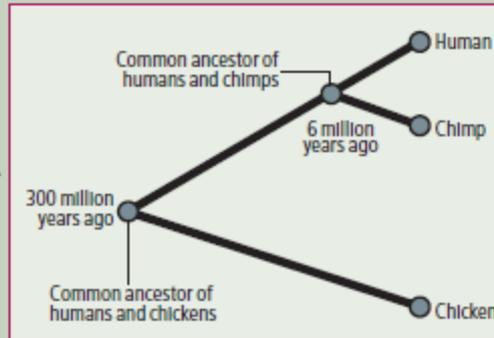 Human
Common ancestor of
humans and chimps
6 million
years ago
Chimp
300 million
years ago
Common ancestor of
humans and chickens
Chicken